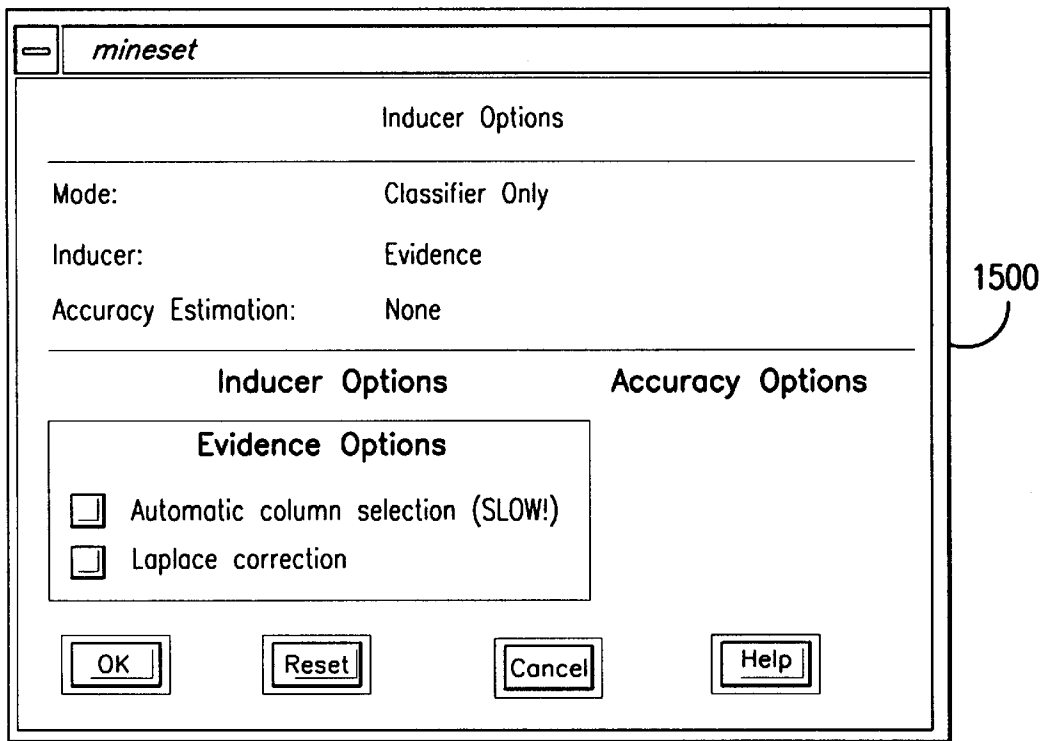 mineset
Inducer Options
Mode: Classifier Only
Inducer: Evidence
1500
Accuracy Estimation: None
Inducer Options Accuracy Options
Evidence Options
Automatic column selection (SLOW!)
Laplace correction
OK Reset Cancel Help